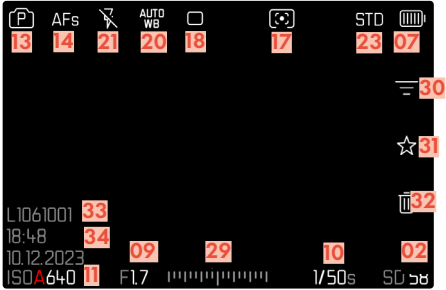 P AFs AUTO WB STD
13 14 21 20 18 17 23 07
30
31
32
L1061001 33
18:48 34
10.12.2023 09 29 10 02
ISOA640 11 F1.7 1/50s SD 58